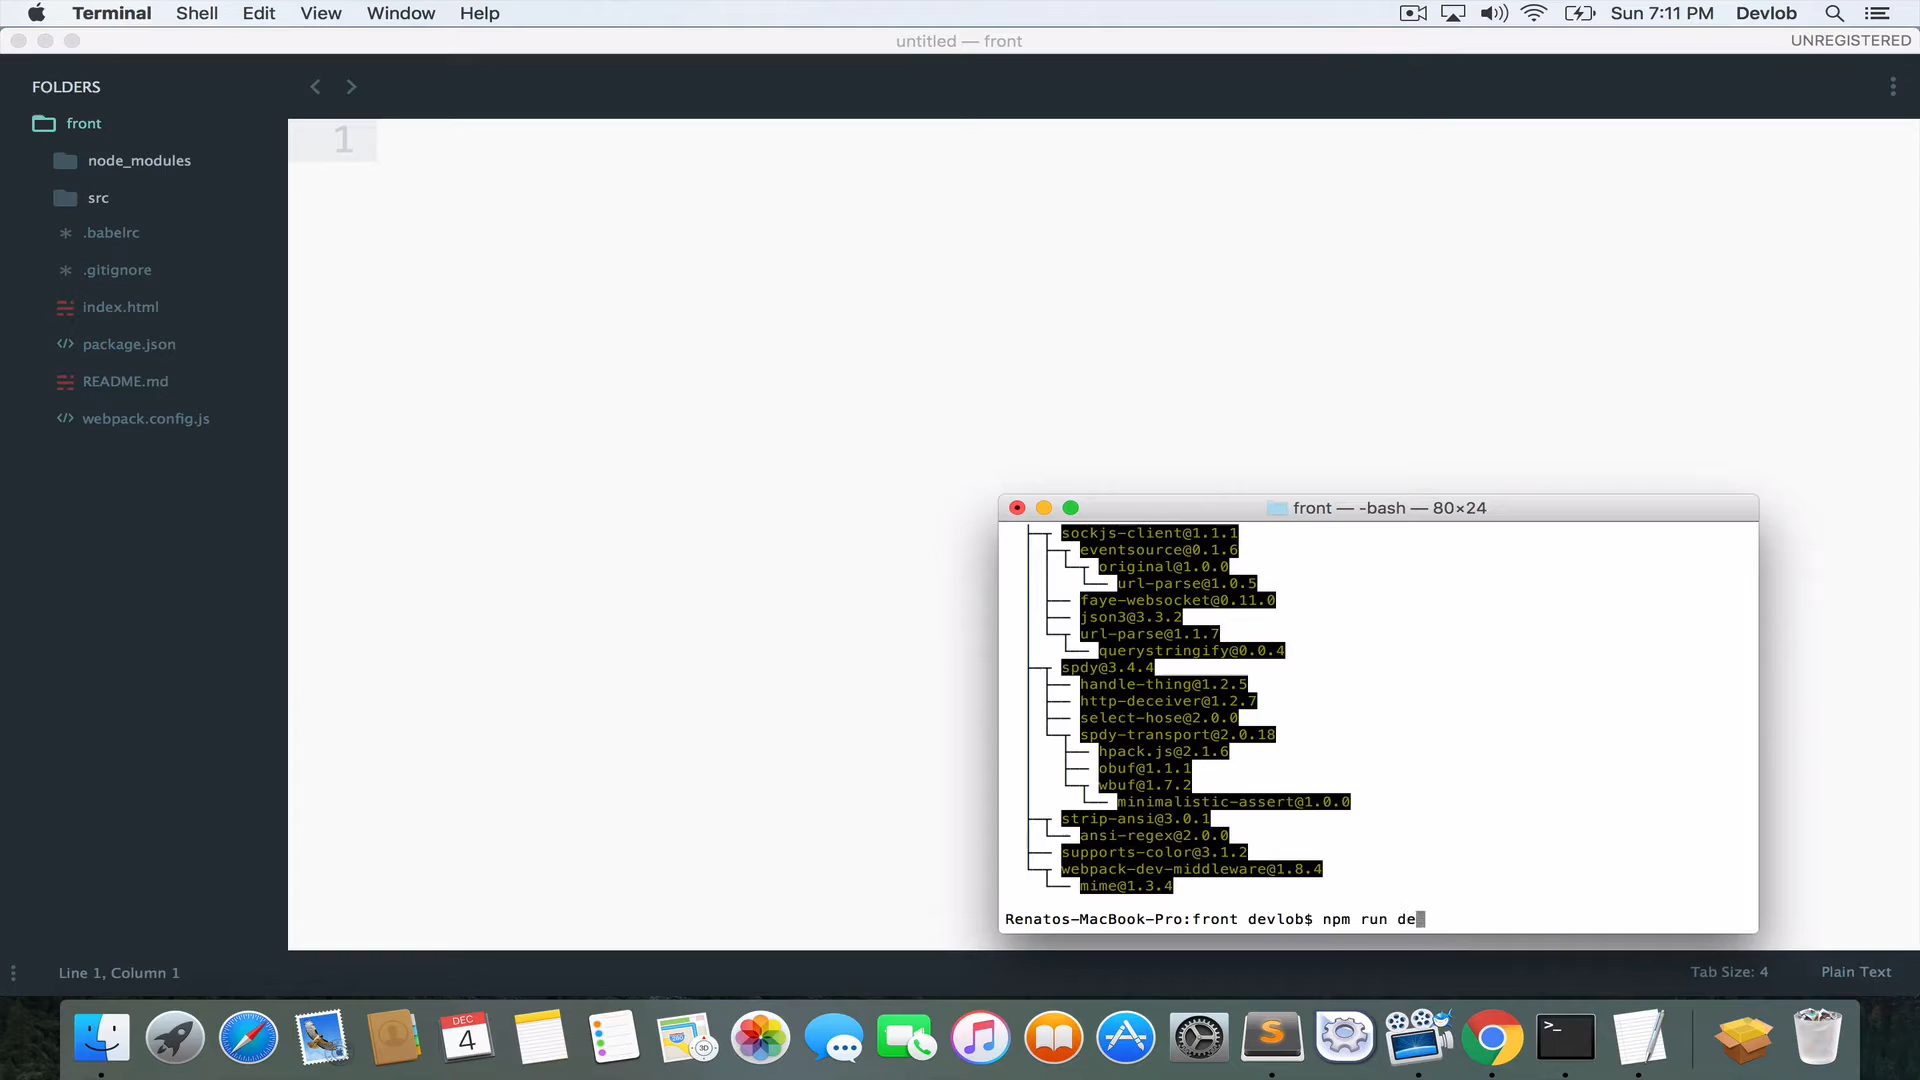 Terminal Shell Edit View Window Help Sun 7:11 PM Devlob
untitled — front UNREGISTERED
FOLDERS
front
1
node_modules
src
.babelrc
.gitignore
index.html
package.json
README.md
webpack.config.js
front — -bash — 80×24
sockjs-client@1.1.1
eventsource@0.1.6
original@1.0.0
url-parse@1.0.5
faye-websocket@0.11.0
json3@3.3.2
url-parse@1.1.7
querystringify@0.0.4
spdy@3.4.4
handle-thing@1.2.5
http-deceiver@1.2.7
select-hose@2.0.0
spdy-transport@2.0.18
hpack.js@2.1.6
obuf@1.1.1
wbuf@1.7.2
minimalistic-assert@1.0.0
strip-ansi@3.0.1
ansi-regex@2.0.0
supports-color@3.1.2
webpack-dev-middleware@1.8.4
mime@1.3.4
Renatos-MacBook-Pro:front devlob$ npm run de
Line 1, Column 1 Tab Size: 4 Plain Text
DEC
4
280
3D
S
>_